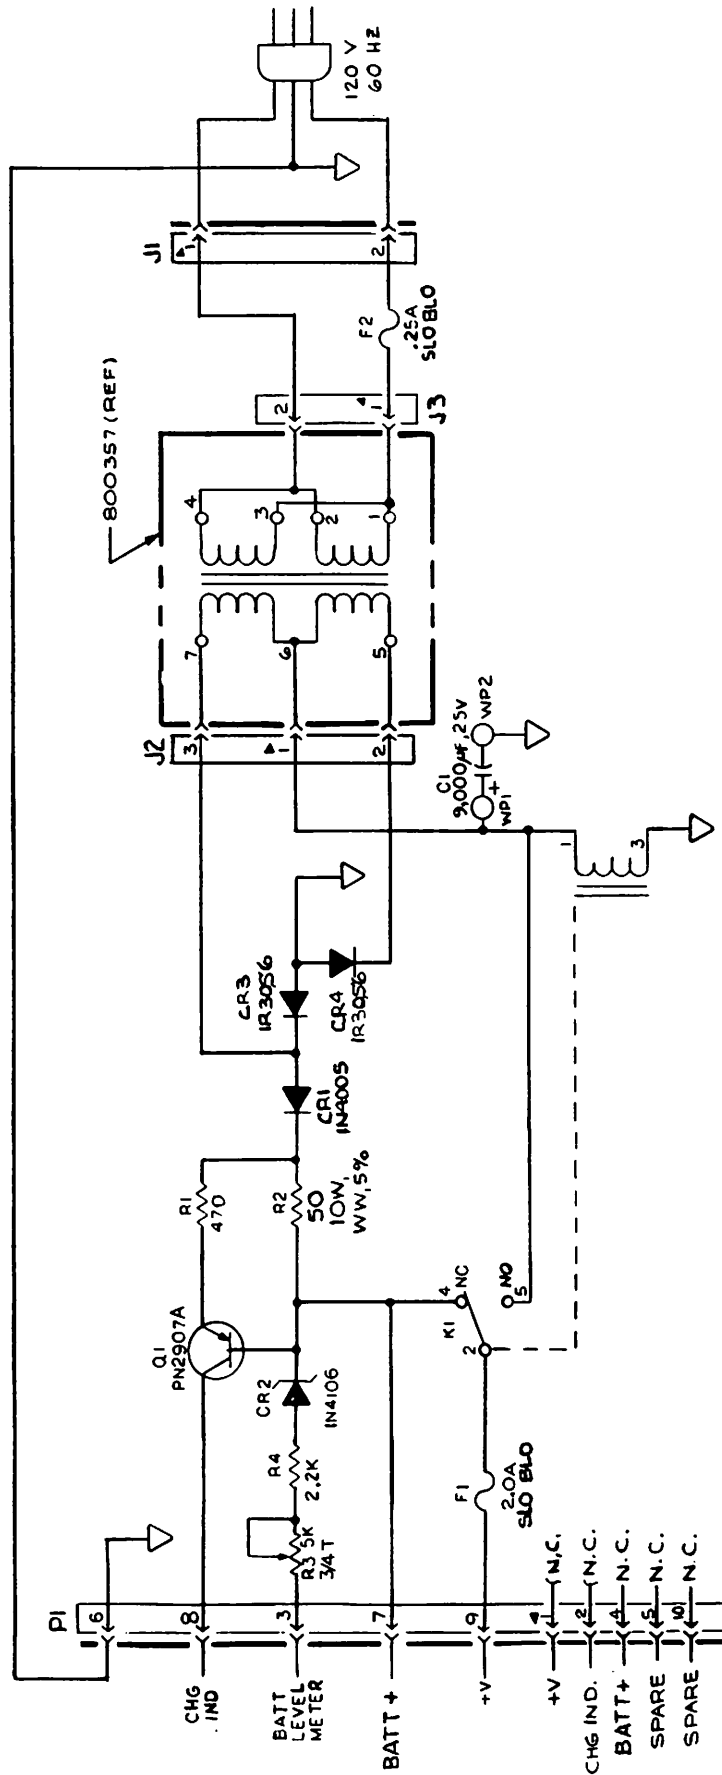 120 V
60 HZ
J1
1
2
F2
.25A
SLO BLO
800357 (REF)
J3
2
1
4
3
2
1
7
6
5
J2
3
1
2
C1
9,000µF, 25V
+
WP1
WP2
1
3
CR3
1R3056
CR4
1R3056
CR1
1N4005
R1
470
R2
50
10W,
WW, 5%
Q1
PN2907A
CR2
1N4106
R4
2.2K
R3 5K
3/4 T
4
NC
K1
NO
5
2
F1
2.0A
SLO BLO
P1
6
8
3
7
9
1
2
4
5
10
CHG
IND
BATT
LEVEL
METER
BATT +
+V
+V
(N.C.
CHG IND.
(N.C.
BATT+
N.C.
SPARE
N.C.
SPARE
N.C.